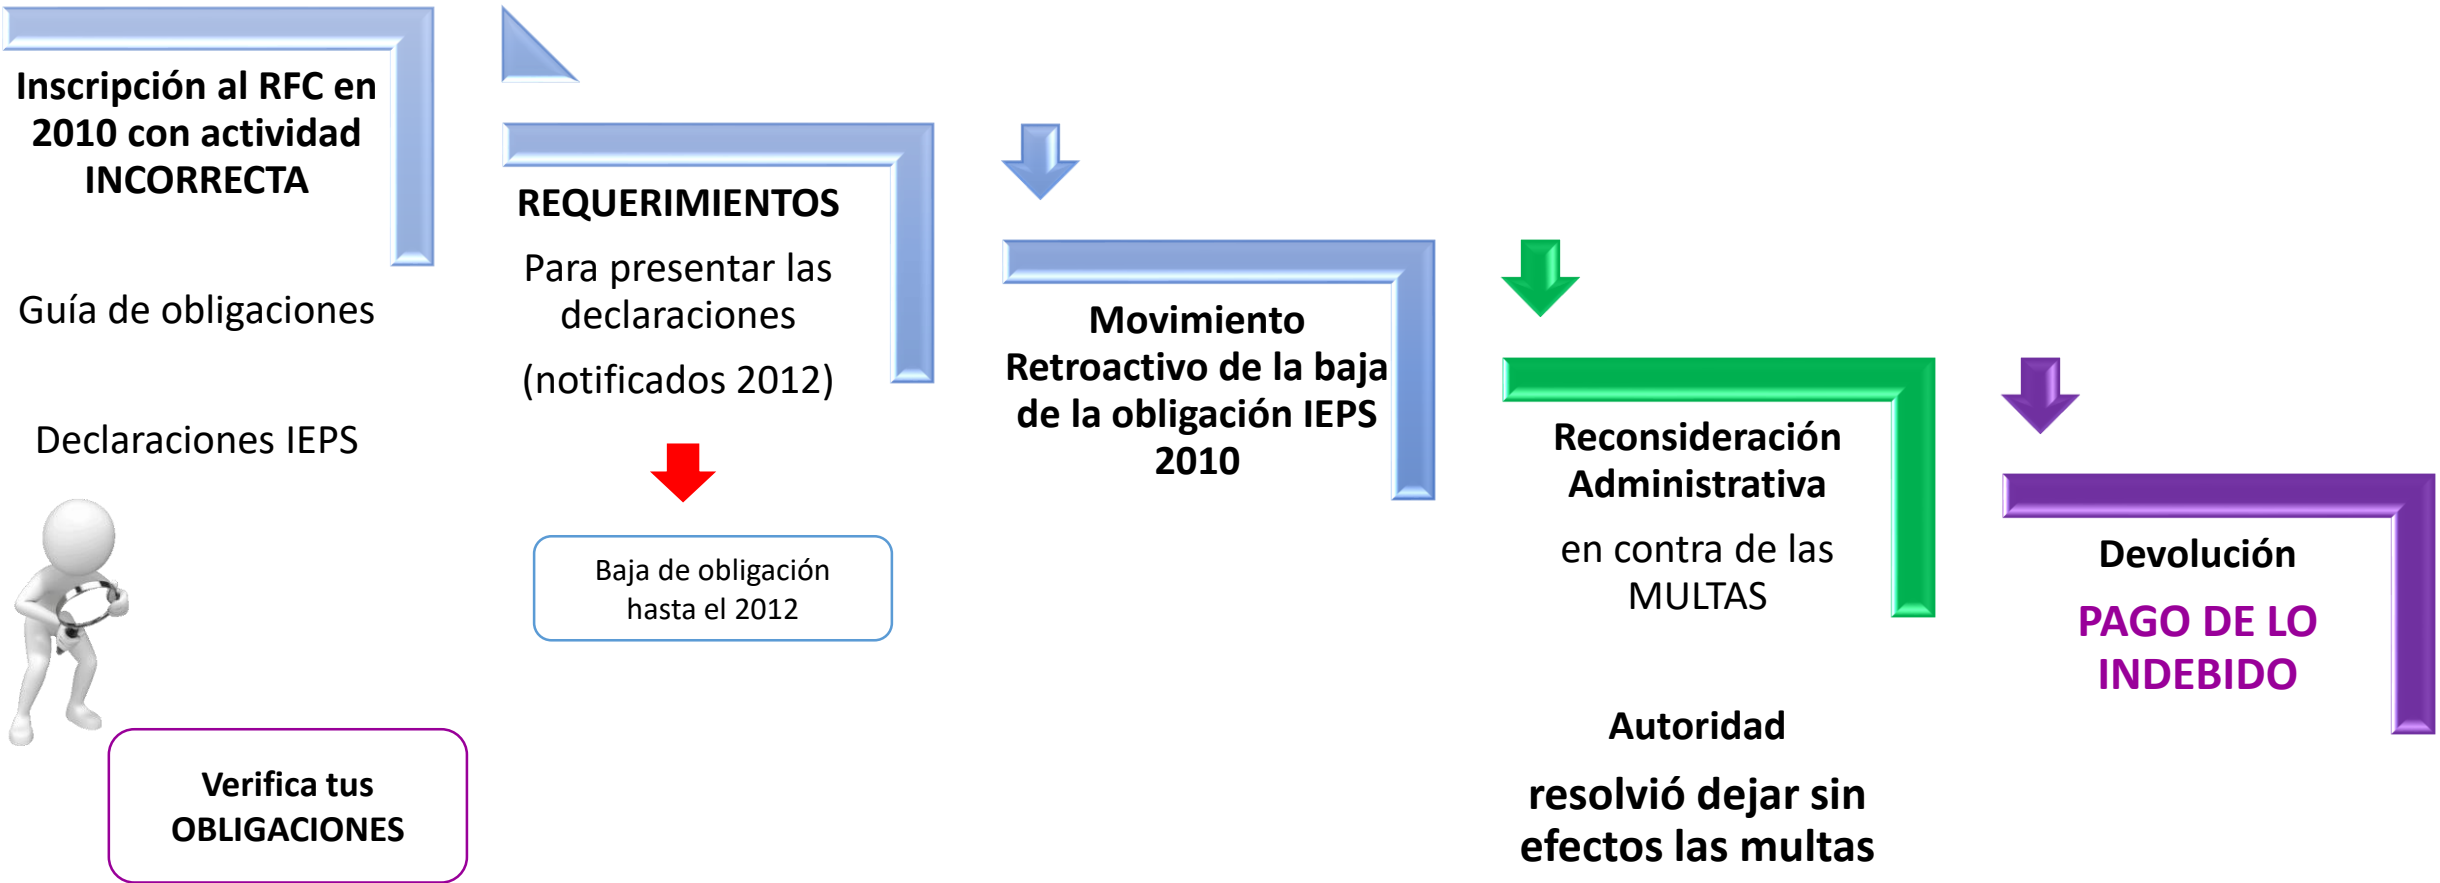 Inscripción al RFC en
2010 con actividad
INCORRECTA
Guía de obligaciones
Declaraciones IEPS
Verifica tus
OBLIGACIONES
REQUERIMIENTOS
Para presentar las
declaraciones
(notificados 2012)
Baja de obligación
hasta el 2012
Movimiento
Retroactivo de la baja
de la obligación IEPS
2010
Reconsideración
Administrativa
en contra de las
MULTAS
Autoridad
resolvió dejar sin
efectos las multas
Devolución
PAGO DE LO
INDEBIDO